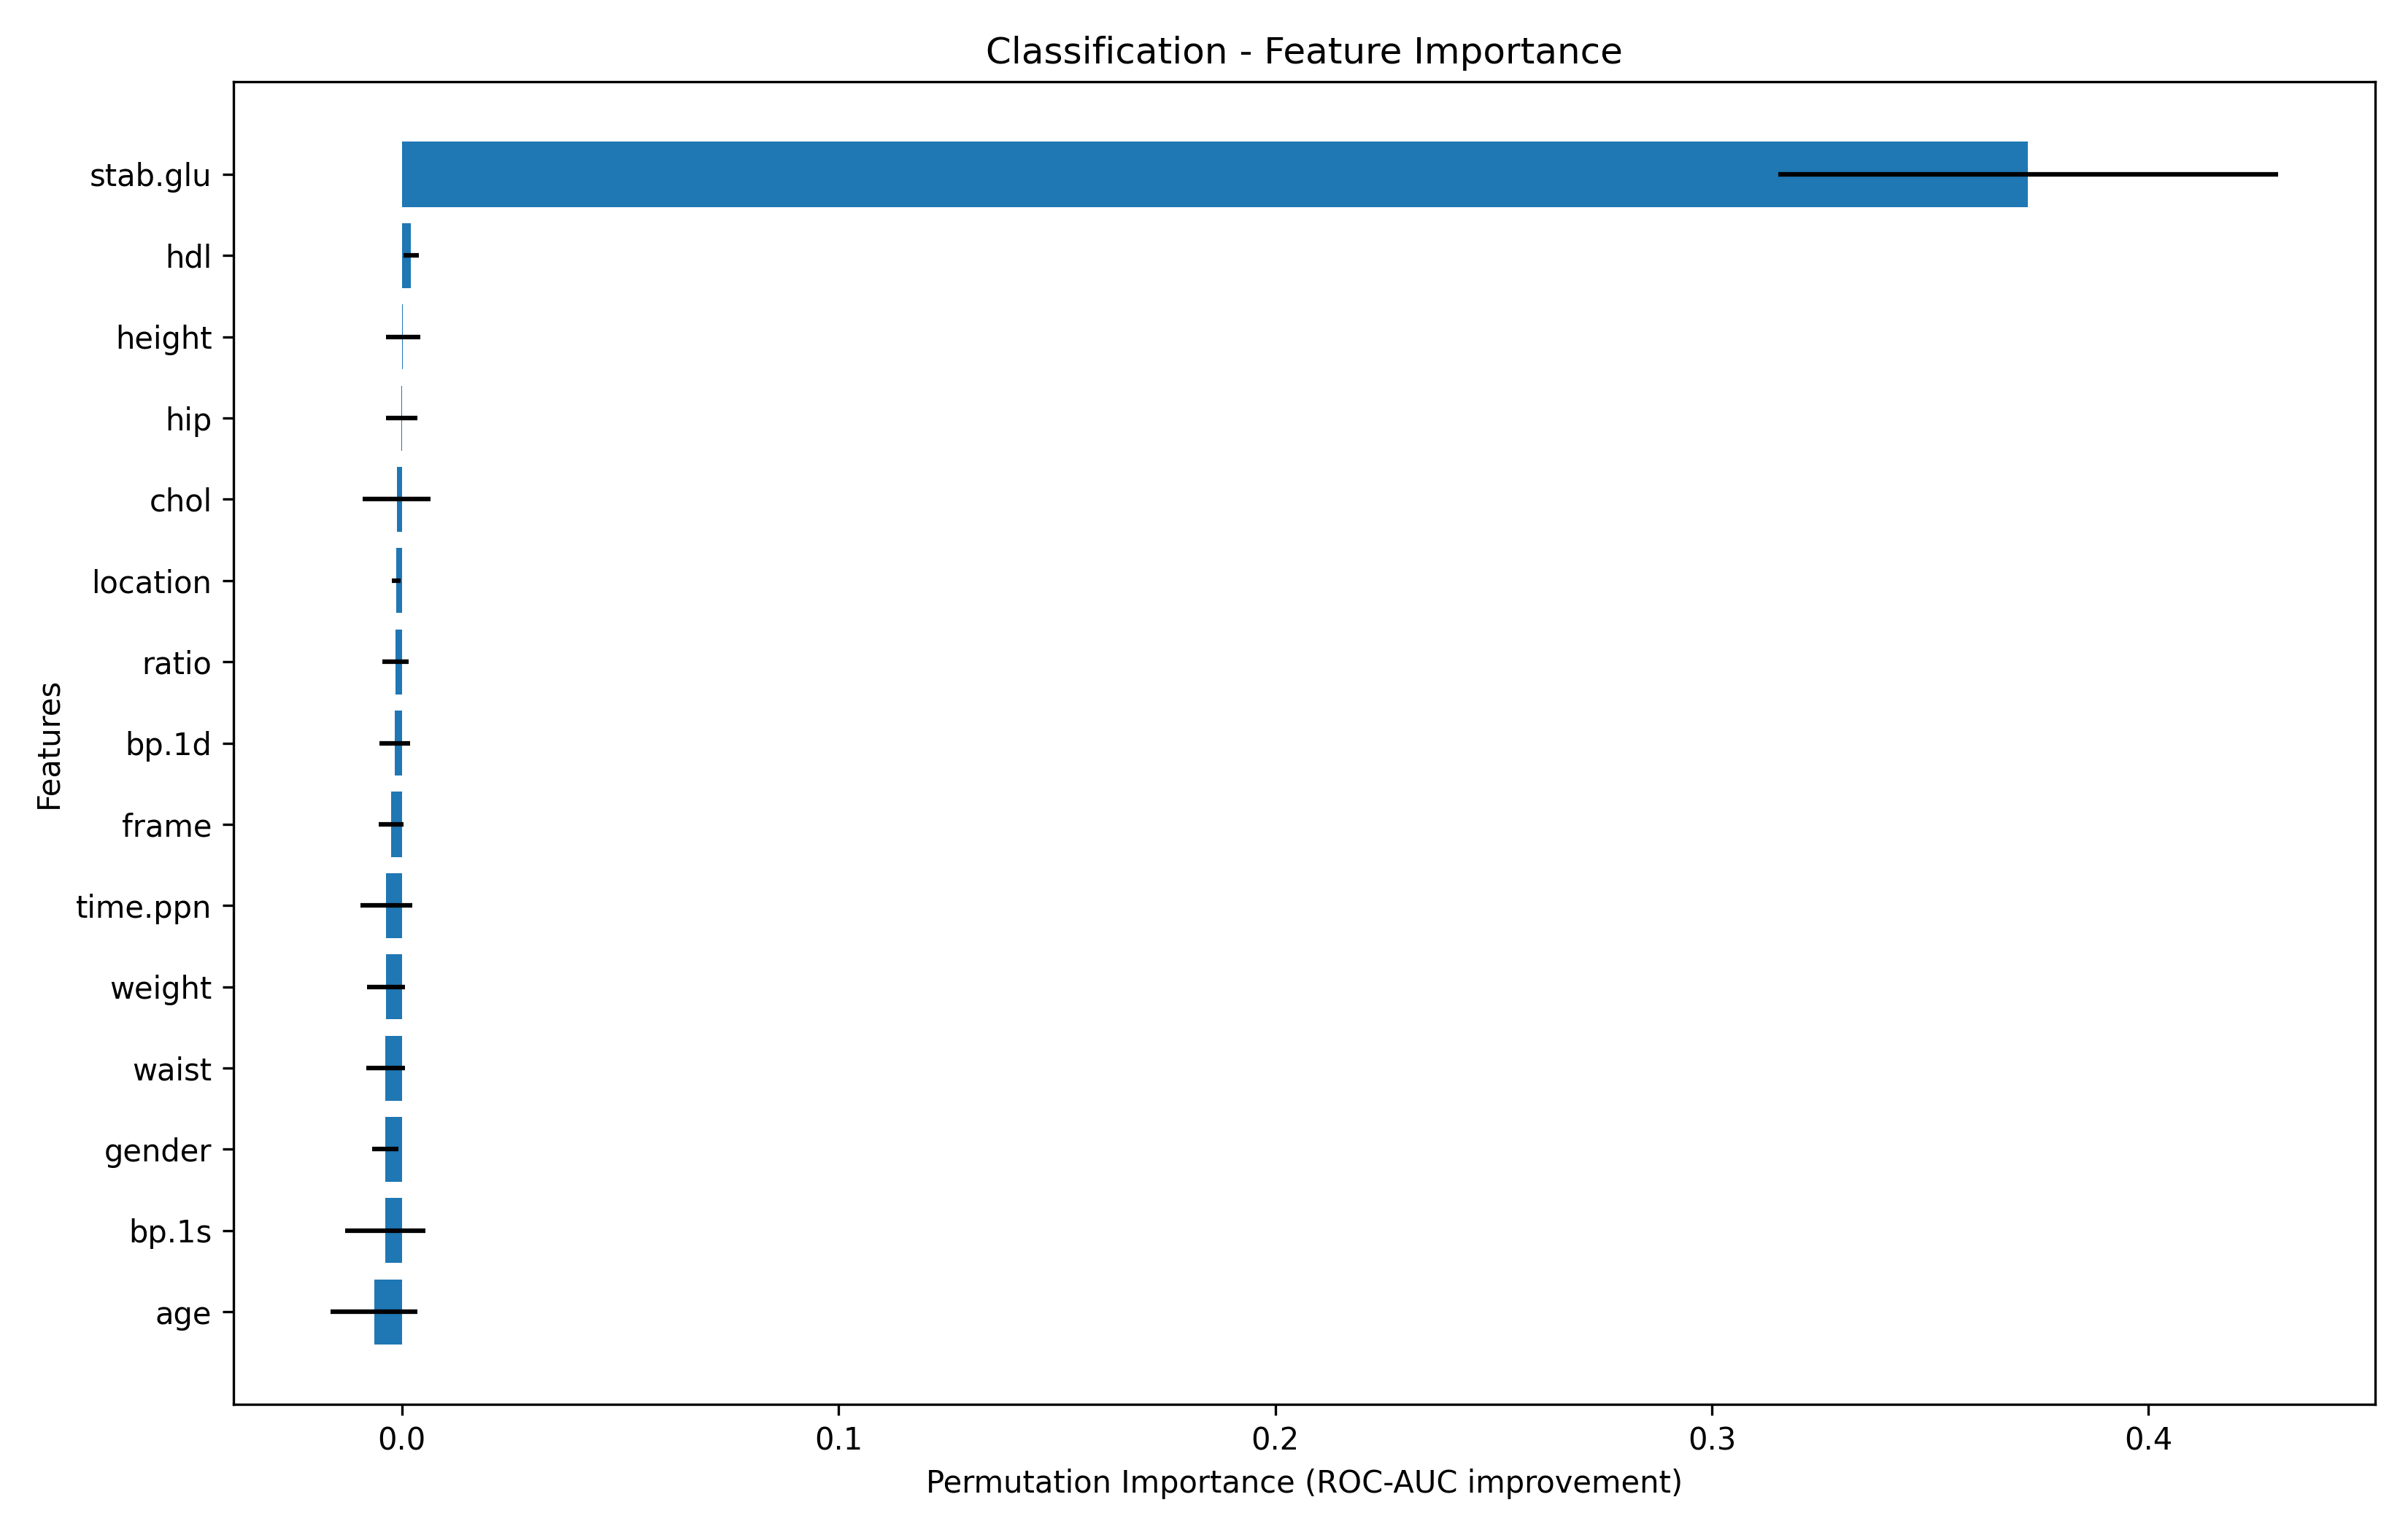 Classification - Feature Importance
stab.glu
hdl
height
hip
chol
location
ratio
bp.1d
frame
time.ppn
weight
waist
gender
bp.1s
age
Features
0.0 0.1 0.2 0.3 0.4
Permutation Importance (ROC-AUC improvement)